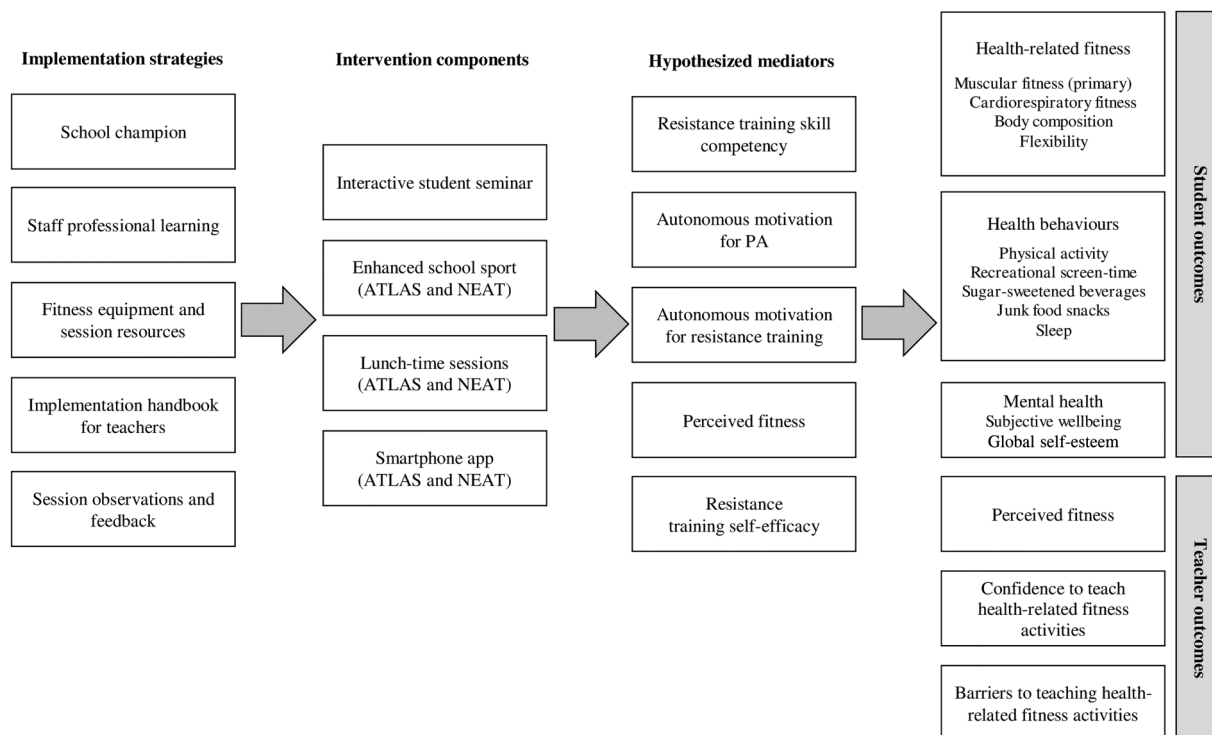 Implementation strategies
School champion
Staff professional learning
Fitness equipment and
session resources
Implementation handbook
for teachers
Session observations and
feedback
Intervention components
Interactive student seminar
Enhanced school sport
(ATLAS and NEAT)
Lunch-time sessions
(ATLAS and NEAT)
Smartphone app
(ATLAS and NEAT)
Hypothesized mediators
Resistance training skill
competency
Autonomous motivation
for PA
Autonomous motivation
for resistance training
Perceived fitness
Resistance
training self-efficacy
Health-related fitness
Muscular fitness (primary)
Cardiorespiratory fitness
Body composition
Flexibility
Health behaviours
Physical activity
Recreational screen-time
Sugar-sweetened beverages
Junk food snacks
Sleep
Mental health
Subjective wellbeing
Global self-esteem
Student outcomes
Perceived fitness
Confidence to teach
health-related fitness
activities
Barriers to teaching health-
related fitness activities
Teacher outcomes